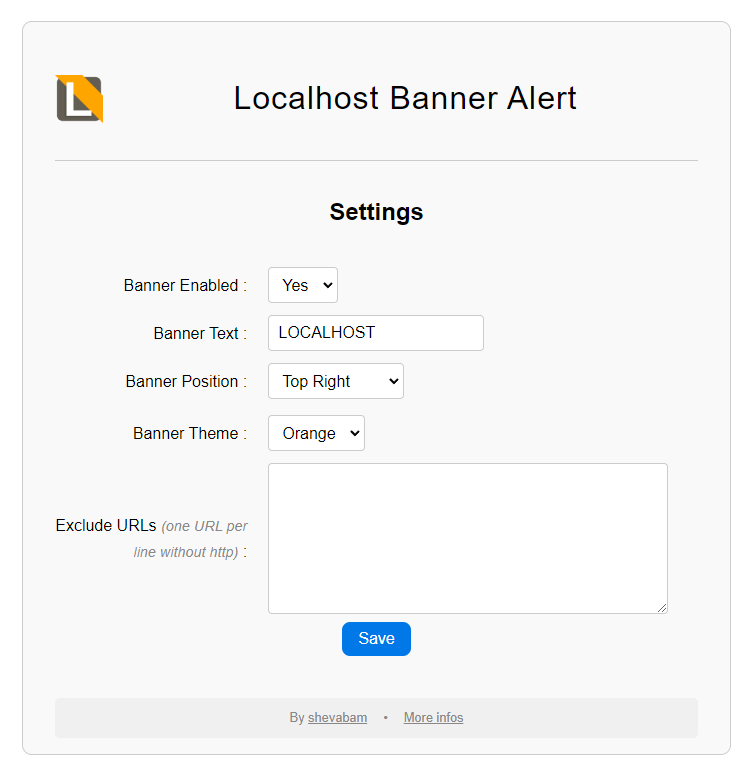 L
Localhost Banner Alert
Settings
Banner Enabled : Yes
Banner Text : LOCALHOST
Banner Position : Top Right
Banner Theme : Orange
Exclude URLs (one URL per
line without http) :
Save
By shevabam • More infos